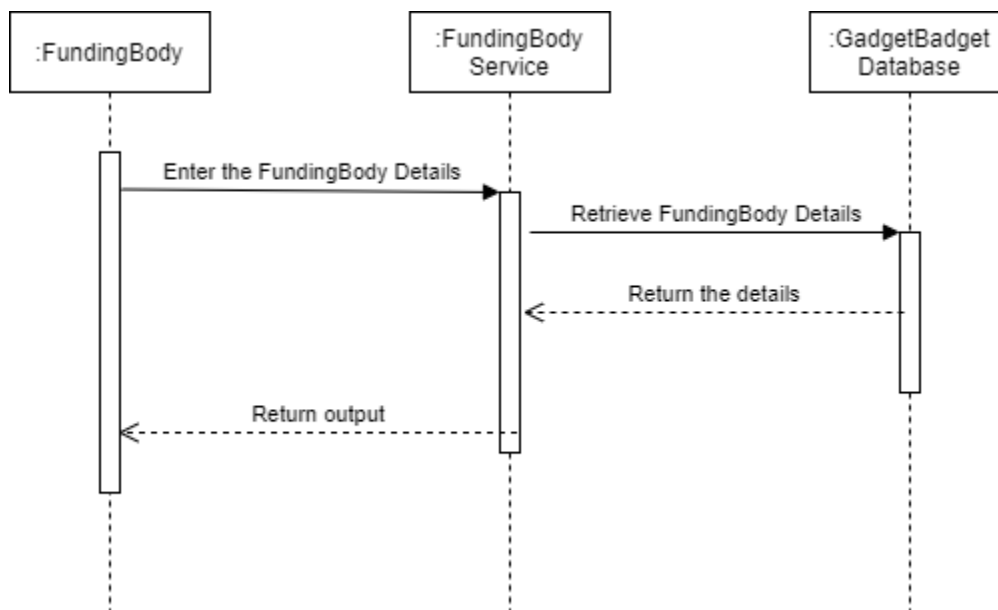 :FundingBody
:FundingBody
Service
:GadgetBadget
Database
Enter the FundingBody Details
Retrieve FundingBody Details
Return the details
Return output